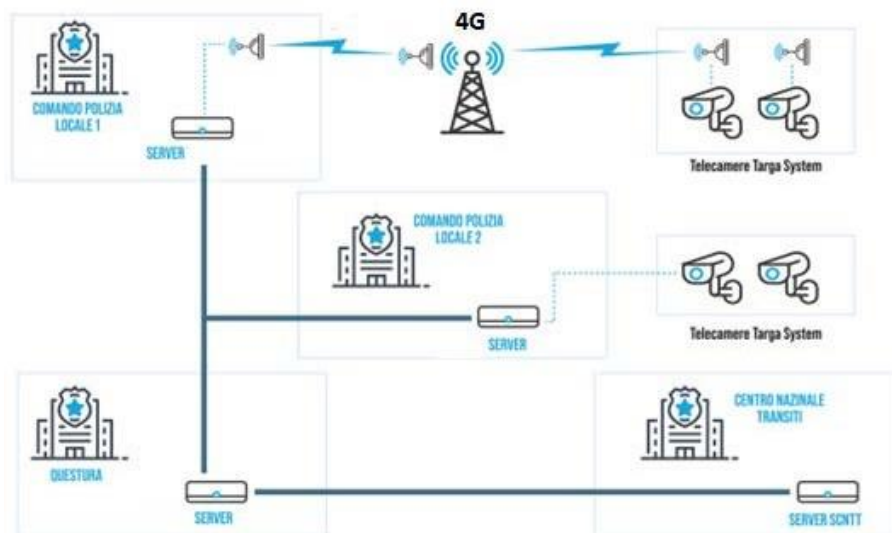 4G
COMANDO POLIZIA
LOCALE 1
SERVER
Telecamere Targa System
COMANDO POLIZIA
LOCALE 2
SERVER
Telecamere Targa System
QUESTURA
SERVER
CENTRO NAZINALE
TRANSITI
SERVER SCNTT